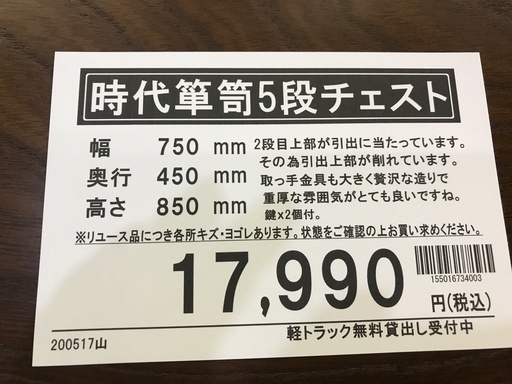 時代箪笥5段チェスト
幅 750 mm
奥行 450 mm
高さ 850 mm
2段目上部が引出に当たっています。
その為引出上部が削れています。
取っ手金具も大きく贅沢な造りで
重厚な雰囲気がとても良いですね。
鍵x2個付。
※リユース品につき各所キズ・ヨゴレあります。状態をご確認の上お買い求めください。
17,990
円(税込)
155016734003
軽トラック無料貸出し受付中
200517山